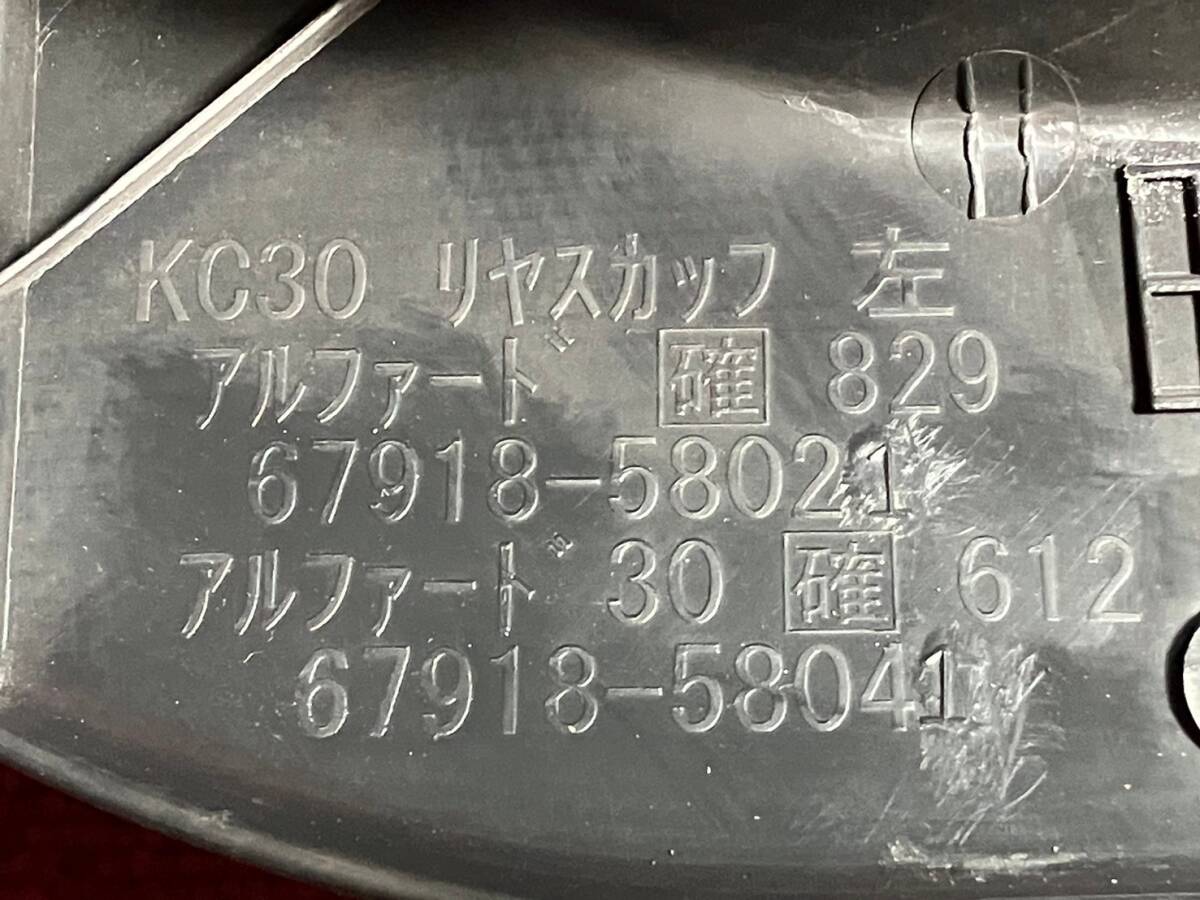 KC30 リヤスカッフ 左
アルファード 確 829
67918-58021
アルファード 30 確 612
67918-58041